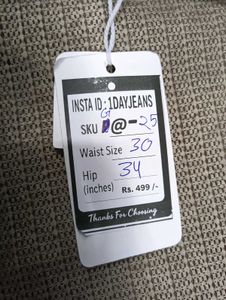 INSTA ID : 1DAYJEANS
SKU G@-25
Waist Size 30
Hip 34
(inches) Rs. 499 /-
Thanks For Choosing